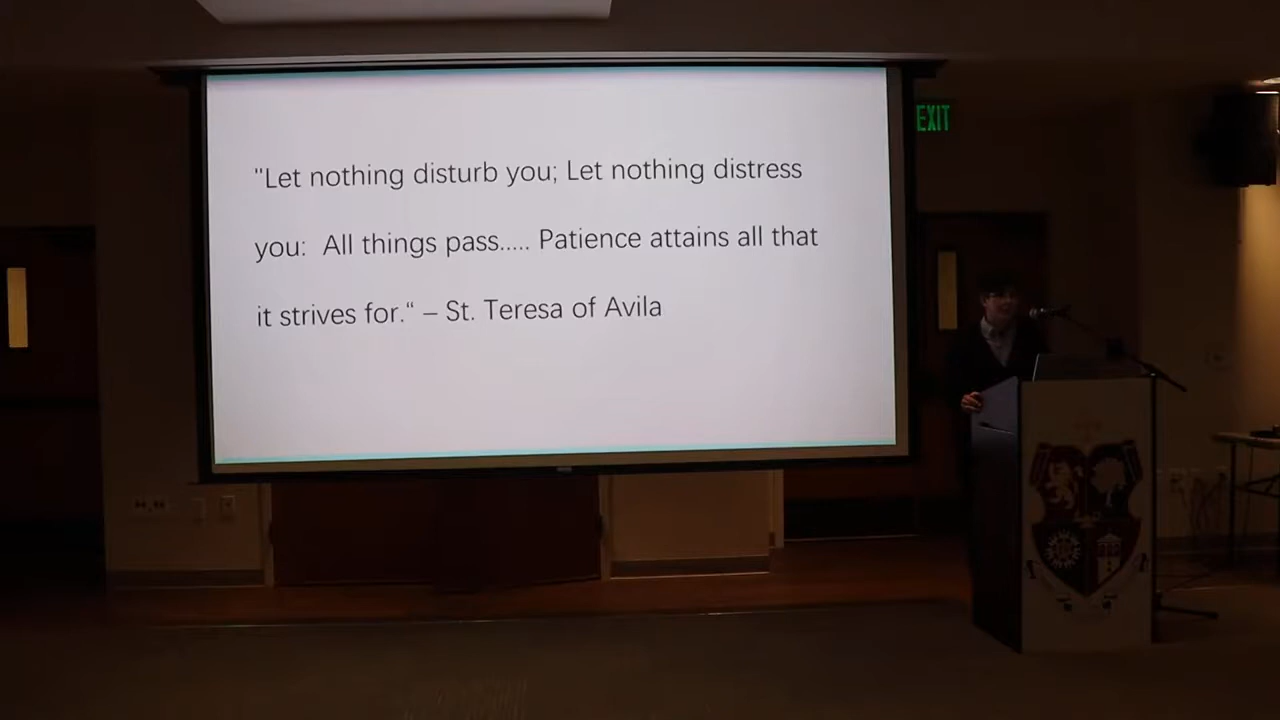 "Let nothing disturb you; Let nothing distress
you:  All things pass..... Patience attains all that
it strives for.“ – St. Teresa of Avila
EXIT